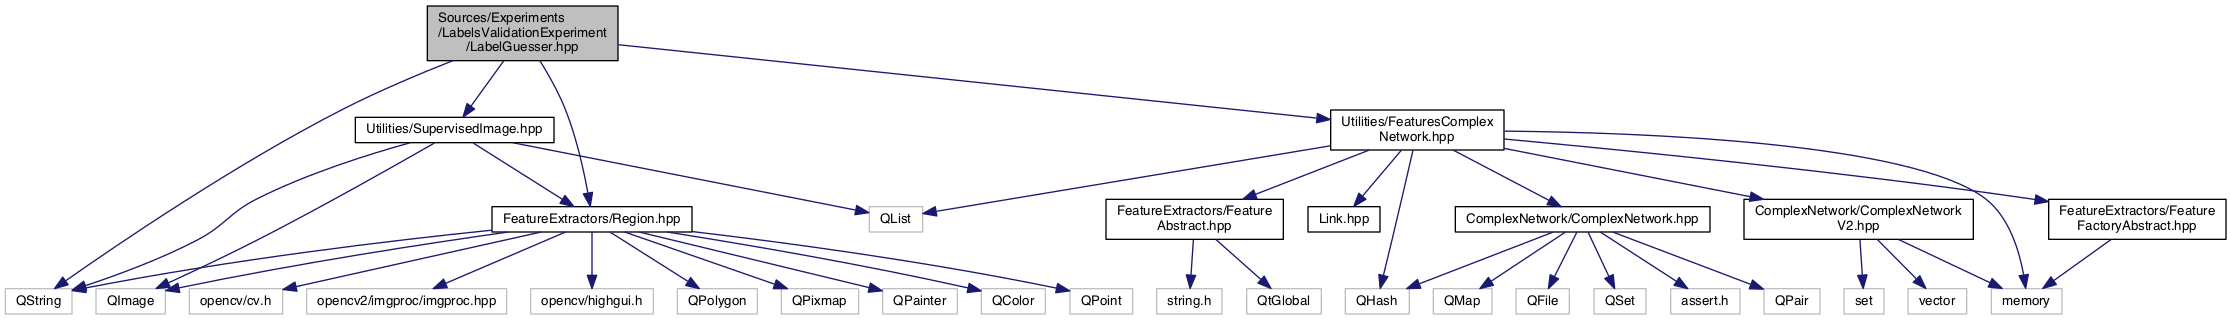 Sources/Experiments
/LabelsValidationExperiment
/LabelGuesser.hpp
Utilities/SupervisedImage.hpp
Utilities/FeaturesComplex
Network.hpp
FeatureExtractors/Region.hpp
QList
FeatureExtractors/Feature
Abstract.hpp
Link.hpp
ComplexNetwork/ComplexNetwork.hpp
ComplexNetwork/ComplexNetwork
V2.hpp
FeatureExtractors/Feature
FactoryAbstract.hpp
QString
QImage
opencv/cv.h
opencv2/imgproc/imgproc.hpp
opencv/highgui.h
QPolygon
QPixmap
QPainter
QColor
QPoint
string.h
QtGlobal
QHash
QMap
QFile
QSet
assert.h
QPair
set
vector
memory